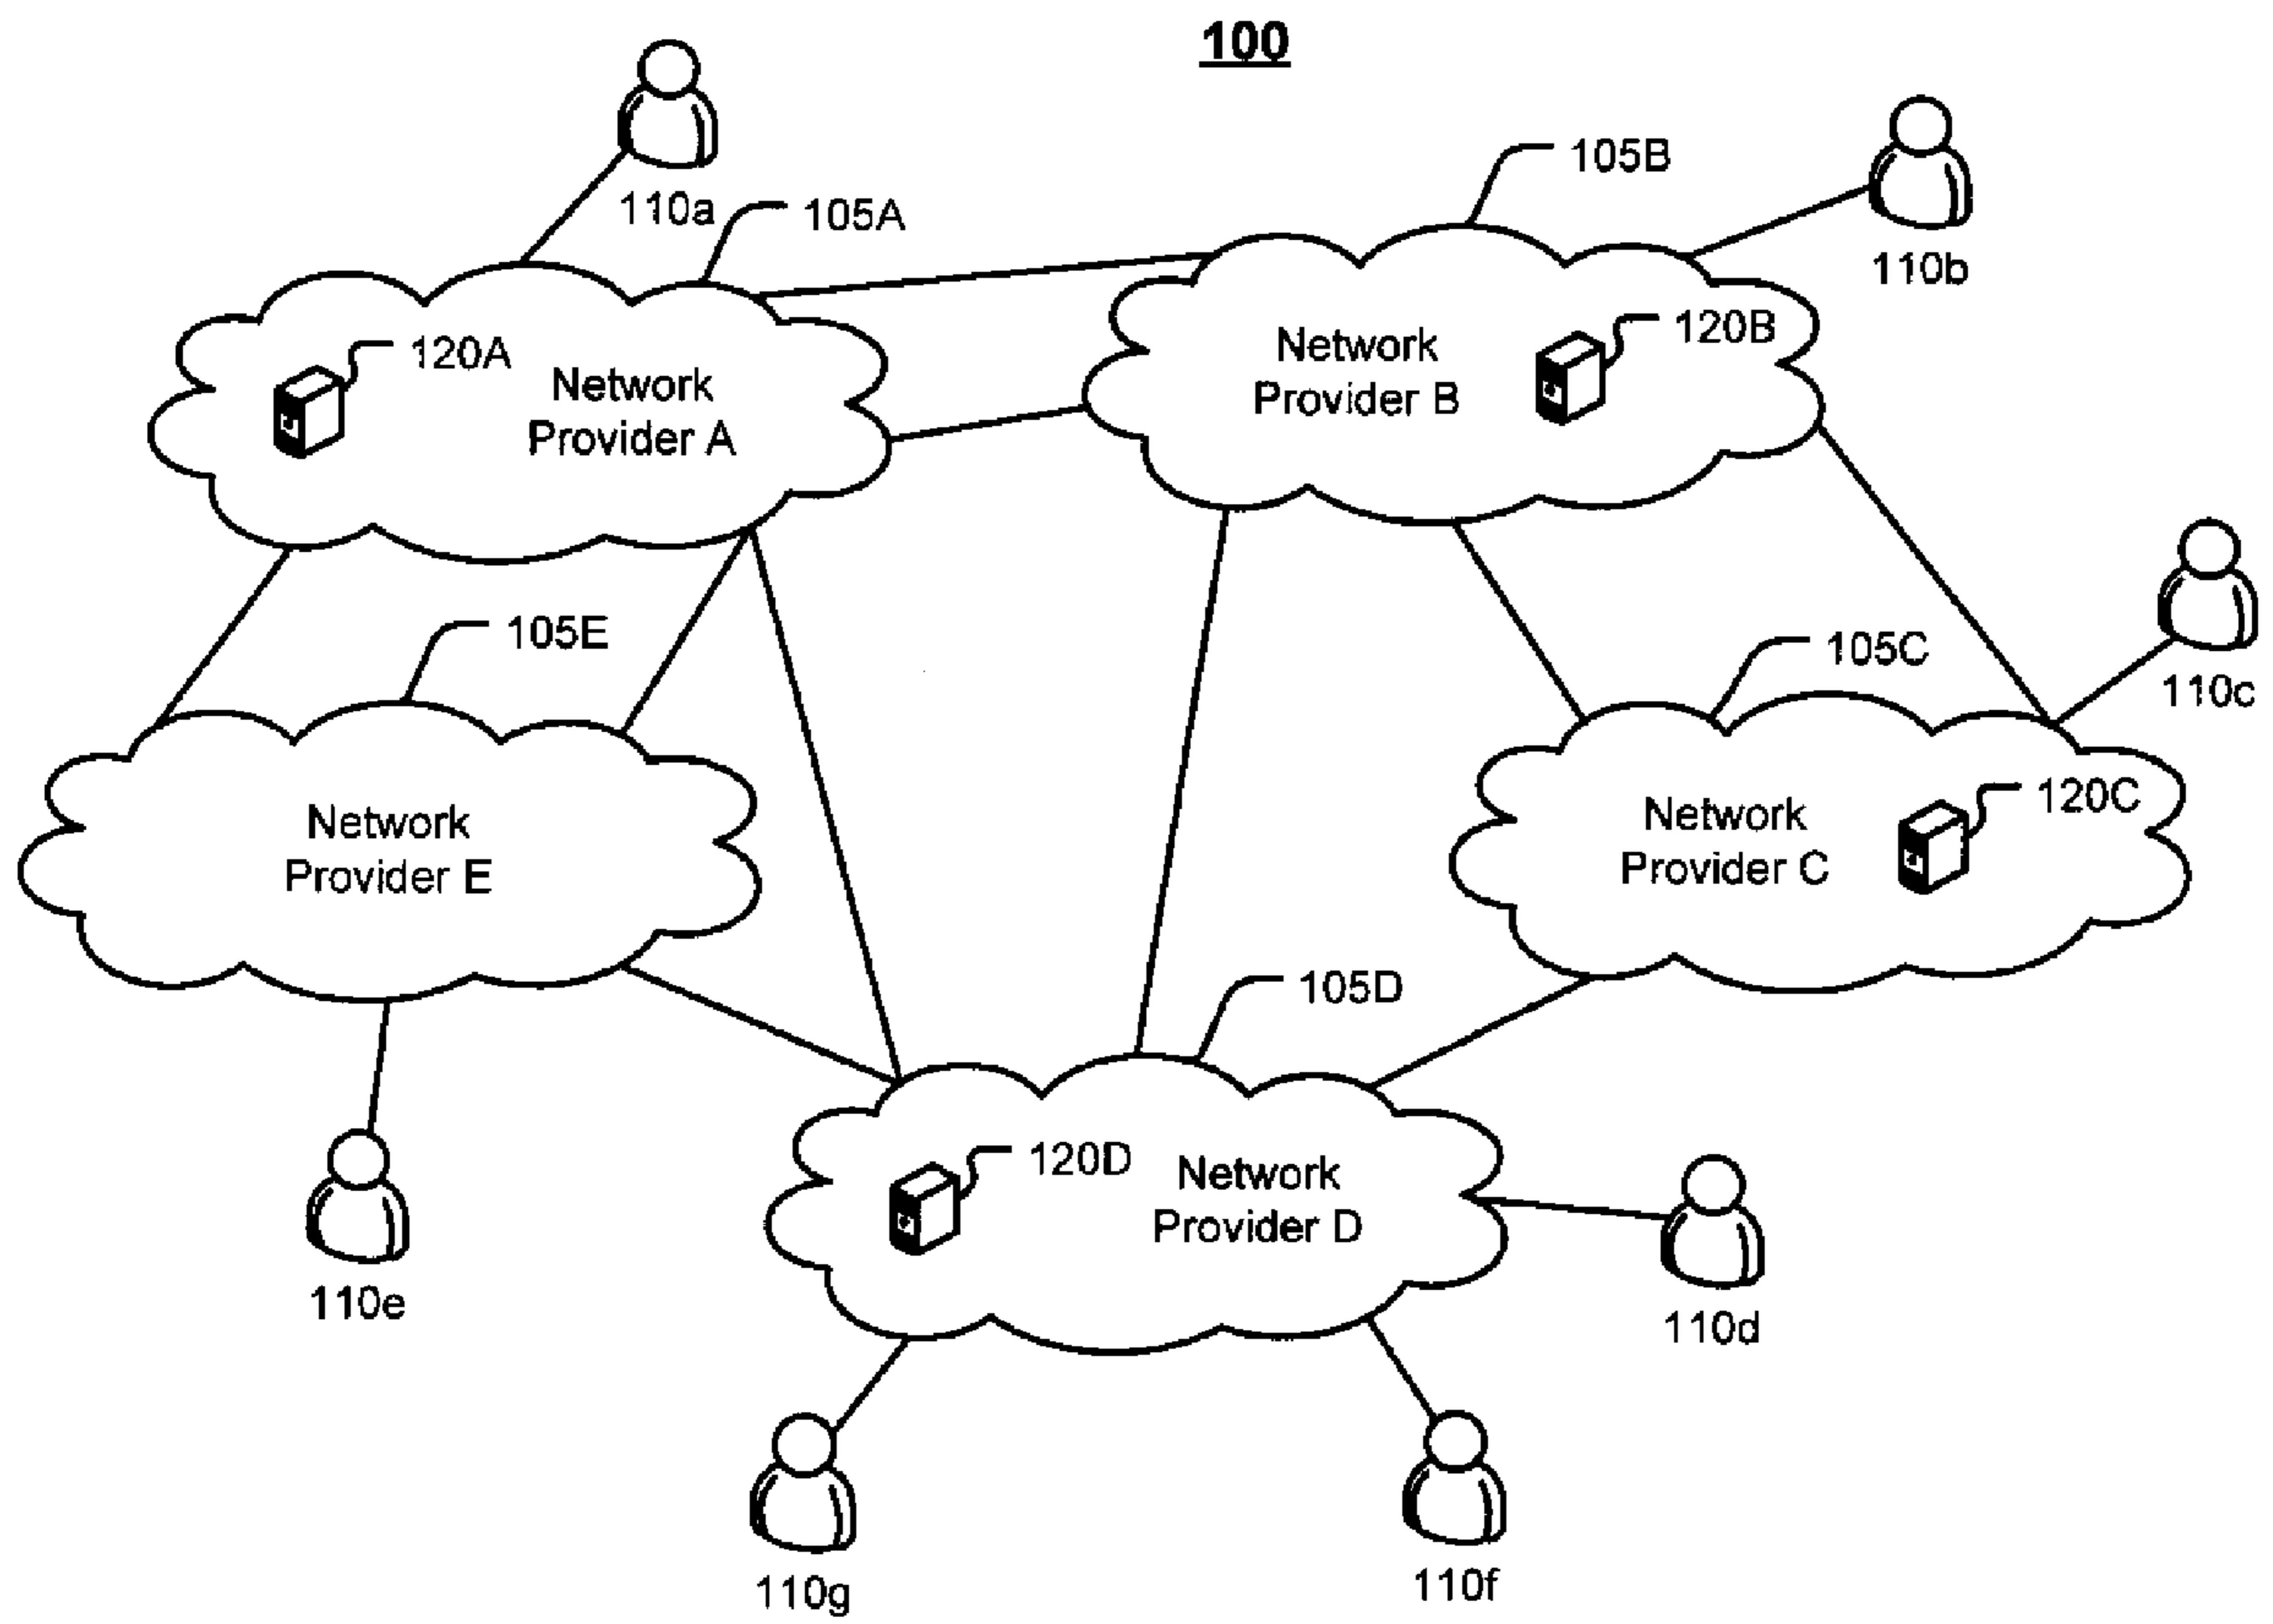 100
110a
105A
105B
110b
120A
Network
Provider A
Network
Provider B
120B
105E
105C
110c
Network
Provider E
Network
Provider C
120C
105D
120D
Network
Provider D
110e
110d
110g
110f